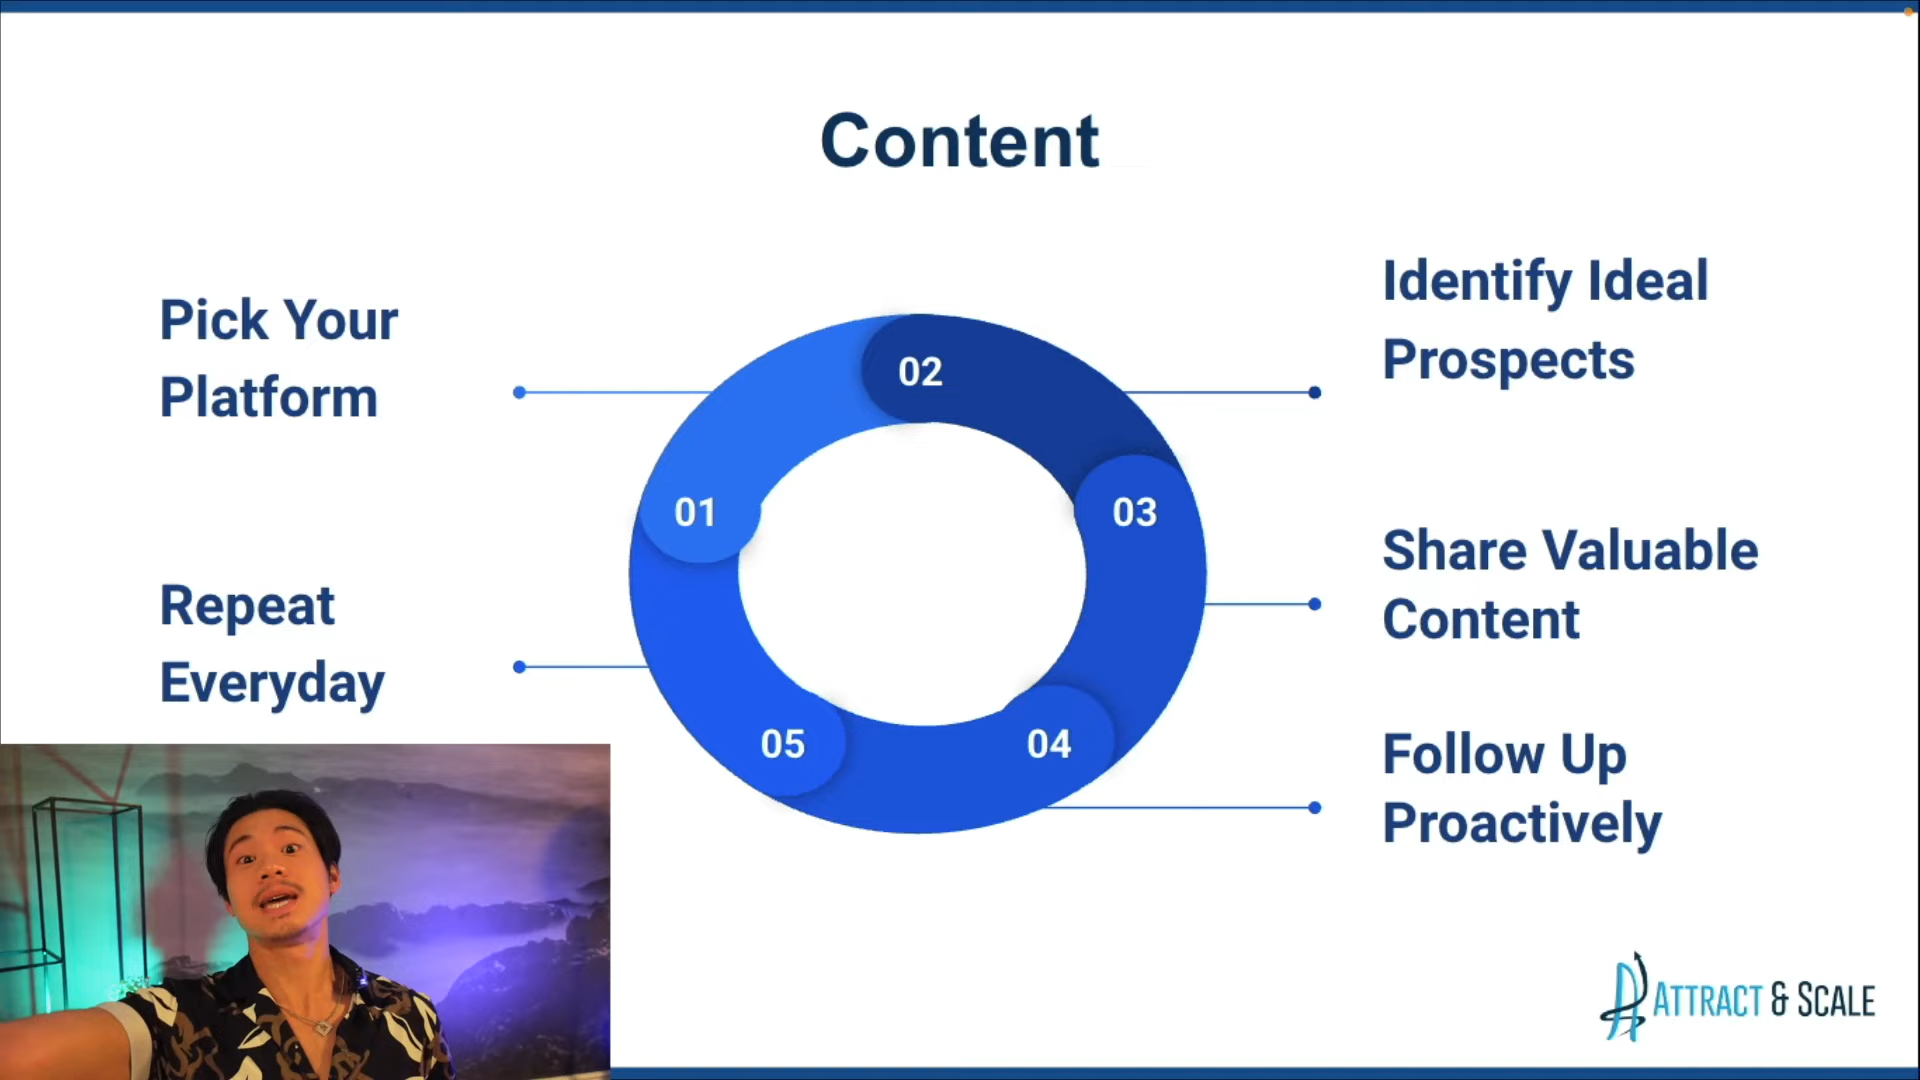 Content
Pick Your
Platform
Identify Ideal
Prospects
02
01
03
Share Valuable
Content
Repeat
Everyday
05
04
Follow Up
Proactively
ATTRACT & SCALE